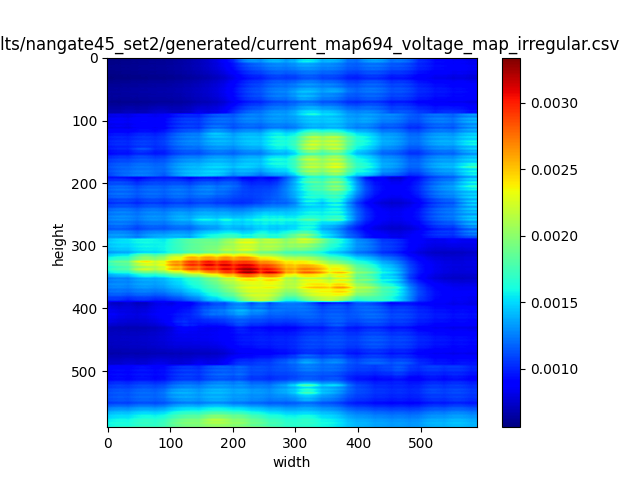 lts/nangate45_set2/generated/current_map694_voltage_map_irregular.csv
0
100
200
300
400
500
height
0 100 200 300 400 500
width
0.0030
0.0025
0.0020
0.0015
0.0010